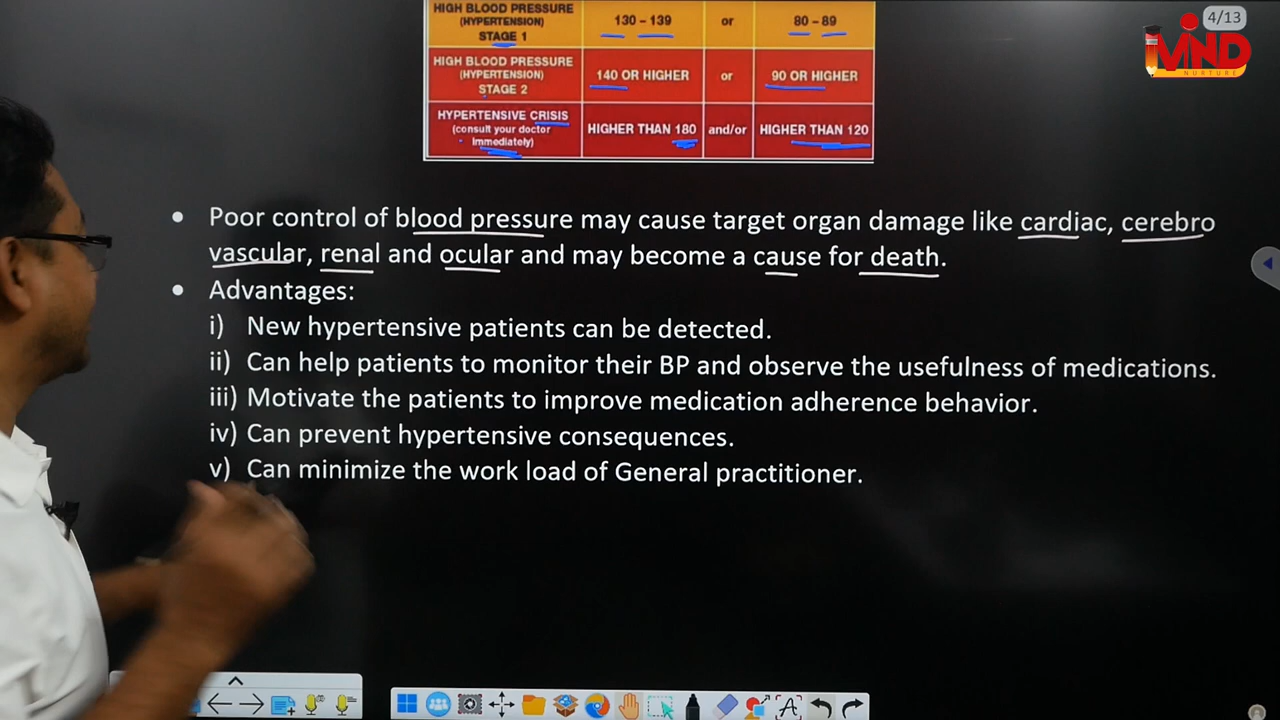 4/13
MIND
NURTURE
HIGH BLOOD PRESSURE
(HYPERTENSION)
STAGE 1
130 – 139
or
80 – 89
HIGH BLOOD PRESSURE
(HYPERTENSION)
STAGE 2
140 OR HIGHER
or
90 OR HIGHER
HYPERTENSIVE CRISIS
(consult your doctor
immediately)
HIGHER THAN 180
and/or
HIGHER THAN 120
• Poor control of blood pressure may cause target organ damage like cardiac, cerebro
vascular, renal and ocular and may become a cause for death.
• Advantages:
i) New hypertensive patients can be detected.
ii) Can help patients to monitor their BP and observe the usefulness of medications.
iii) Motivate the patients to improve medication adherence behavior.
iv) Can prevent hypertensive consequences.
v) Can minimize the work load of General practitioner.